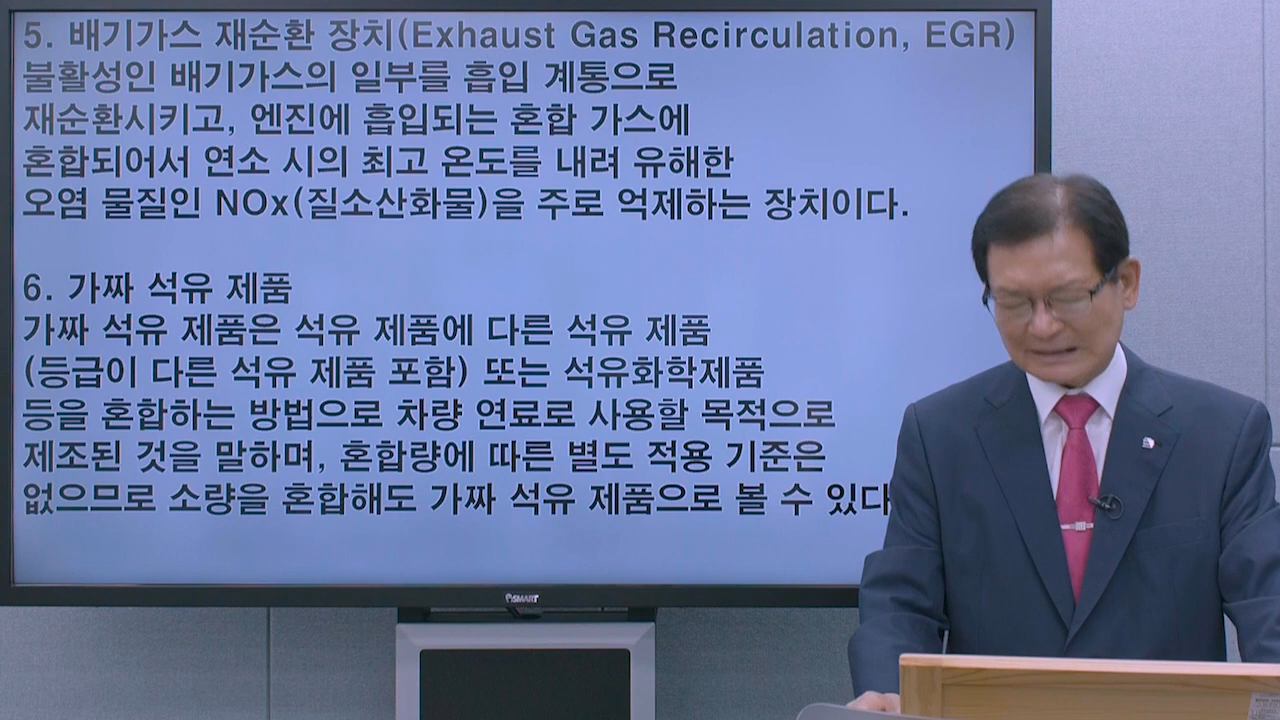 5. 배기가스 재순환 장치(Exhaust Gas Recirculation, EGR)
불활성인 배기가스의 일부를 흡입 계통으로
재순환시키고, 엔진에 흡입되는 혼합 가스에
혼합되어서 연소 시의 최고 온도를 내려 유해한
오염 물질인 NOx(질소산화물)을 주로 억제하는 장치이다.
6. 가짜 석유 제품
가짜 석유 제품은 석유 제품에 다른 석유 제품
(등급이 다른 석유 제품 포함) 또는 석유화학제품
등을 혼합하는 방법으로 차량 연료로 사용할 목적으로
제조된 것을 말하며, 혼합량에 따른 별도 적용 기준은
없으므로 소량을 혼합해도 가짜 석유 제품으로 볼 수 있다
SMART